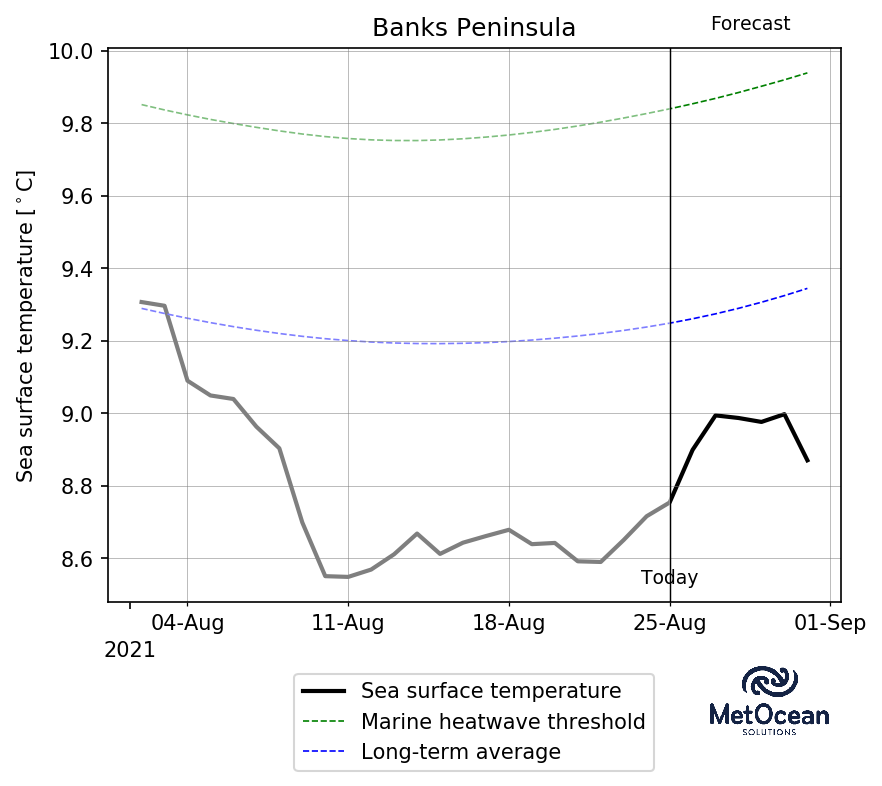 Banks Peninsula
Forecast
Sea surface temperature [°C]
10.0
9.8
9.6
9.4
9.2
9.0
8.8
8.6
Today
04-Aug 11-Aug 18-Aug 25-Aug 01-Sep
2021
Sea surface temperature
Marine heatwave threshold
Long-term average
MetOcean
SOLUTIONS